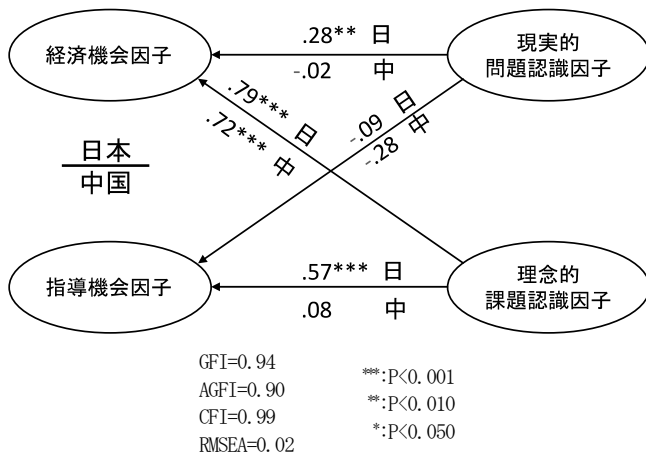 経済機会因子
.28** 日
-.02 中
現実的
問題認識因子
.79*** 日
.72*** 中
-.09 日
-.28 中
日本
中国
指導機会因子
.57*** 日
.08 中
理念的
課題認識因子
GFI=0.94
AGFI=0.90
CFI=0.99
RMSEA=0.02
***:P<0.001
**:P<0.010
*:P<0.050